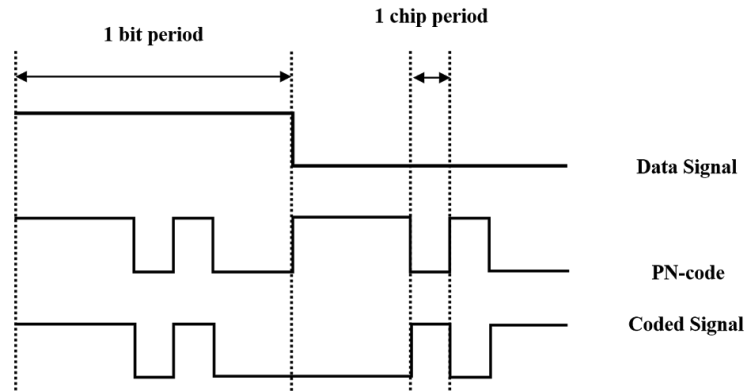 1 chip period
1 bit period
Data Signal
PN-code
Coded Signal